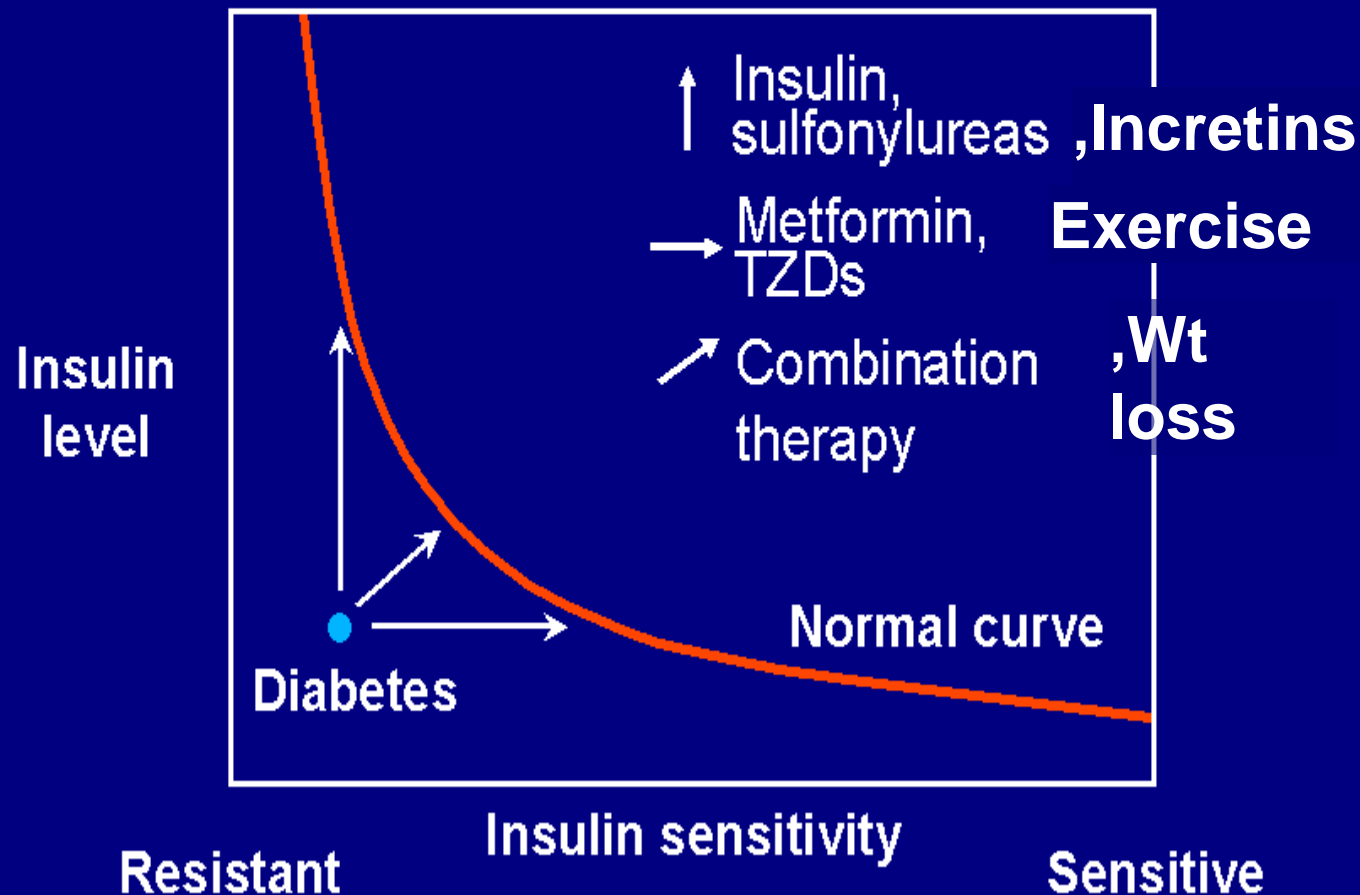 Insulin,
sulfonylureas ,Incretins
Metformin, Exercise
TZDs
Combination ,Wt
therapy loss
Insulin
level
Normal curve
Diabetes
Insulin sensitivity
Resistant Sensitive